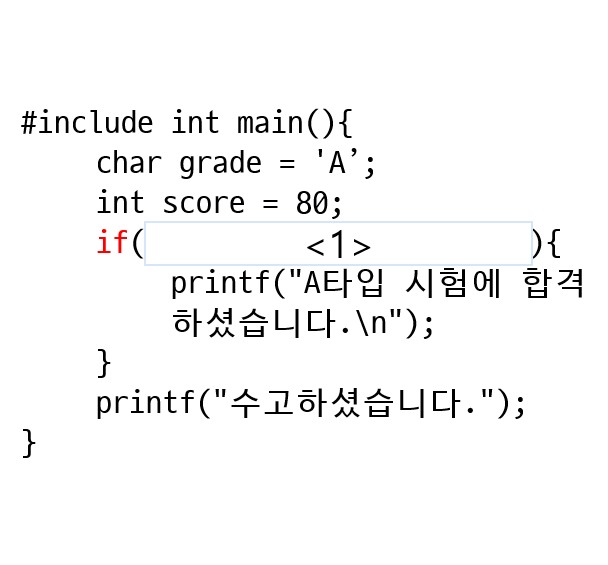 #include int main(){
char grade = 'A’;
int score = 80;
if( <1> ){
printf("A타입 시험에 합격
하셨습니다.\n");
}
printf("수고하셨습니다.");
}